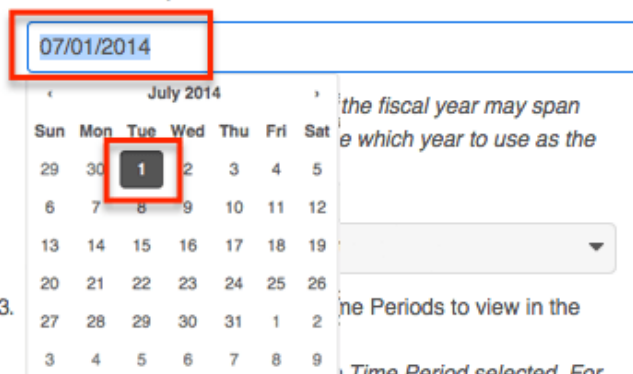 07/01/2014
‹ July 2014 ›
the fiscal year may span
Sun Mon Tue Wed Thu Fri Sat
e which year to use as the
29 30 1 2 3 4 5
6 7 8 9 10 11 12
13 14 15 16 17 18 19
20 21 22 23 24 25 26
3. ne Periods to view in the
27 28 29 30 31 1 2
3 4 5 6 7 8 9
Time Period selected. For